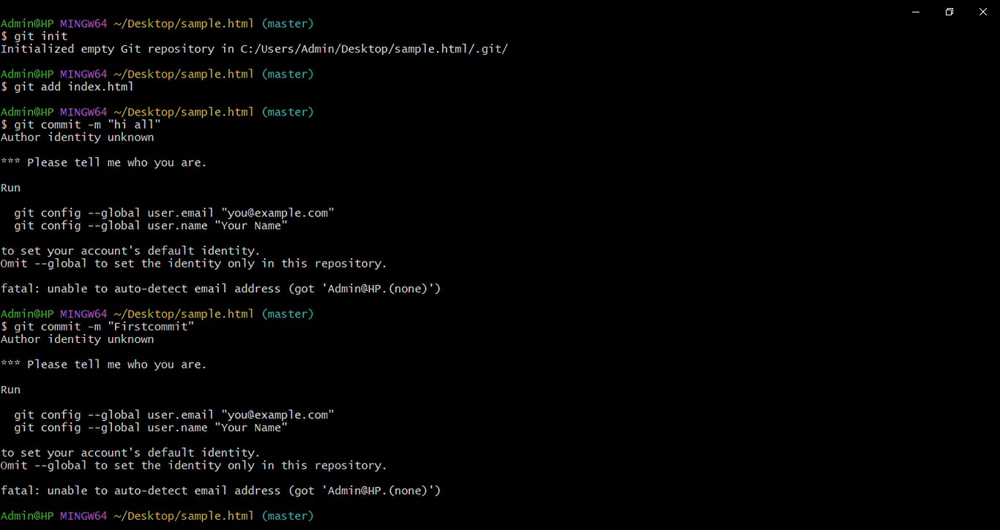 Admin@HP MINGW64 ~/Desktop/sample.html (master)
$ git init
Initialized empty Git repository in C:/Users/Admin/Desktop/sample.html/.git/
Admin@HP MINGW64 ~/Desktop/sample.html (master)
$ git add index.html
Admin@HP MINGW64 ~/Desktop/sample.html (master)
$ git commit -m "hi all"
Author identity unknown
*** Please tell me who you are.
Run
  git config --global user.email "you@example.com"
  git config --global user.name "Your Name"
to set your account's default identity.
Omit --global to set the identity only in this repository.
fatal: unable to auto-detect email address (got 'Admin@HP.(none)')
Admin@HP MINGW64 ~/Desktop/sample.html (master)
$ git commit -m "Firstcommit"
Author identity unknown
*** Please tell me who you are.
Run
  git config --global user.email "you@example.com"
  git config --global user.name "Your Name"
to set your account's default identity.
Omit --global to set the identity only in this repository.
fatal: unable to auto-detect email address (got 'Admin@HP.(none)')
Admin@HP MINGW64 ~/Desktop/sample.html (master)